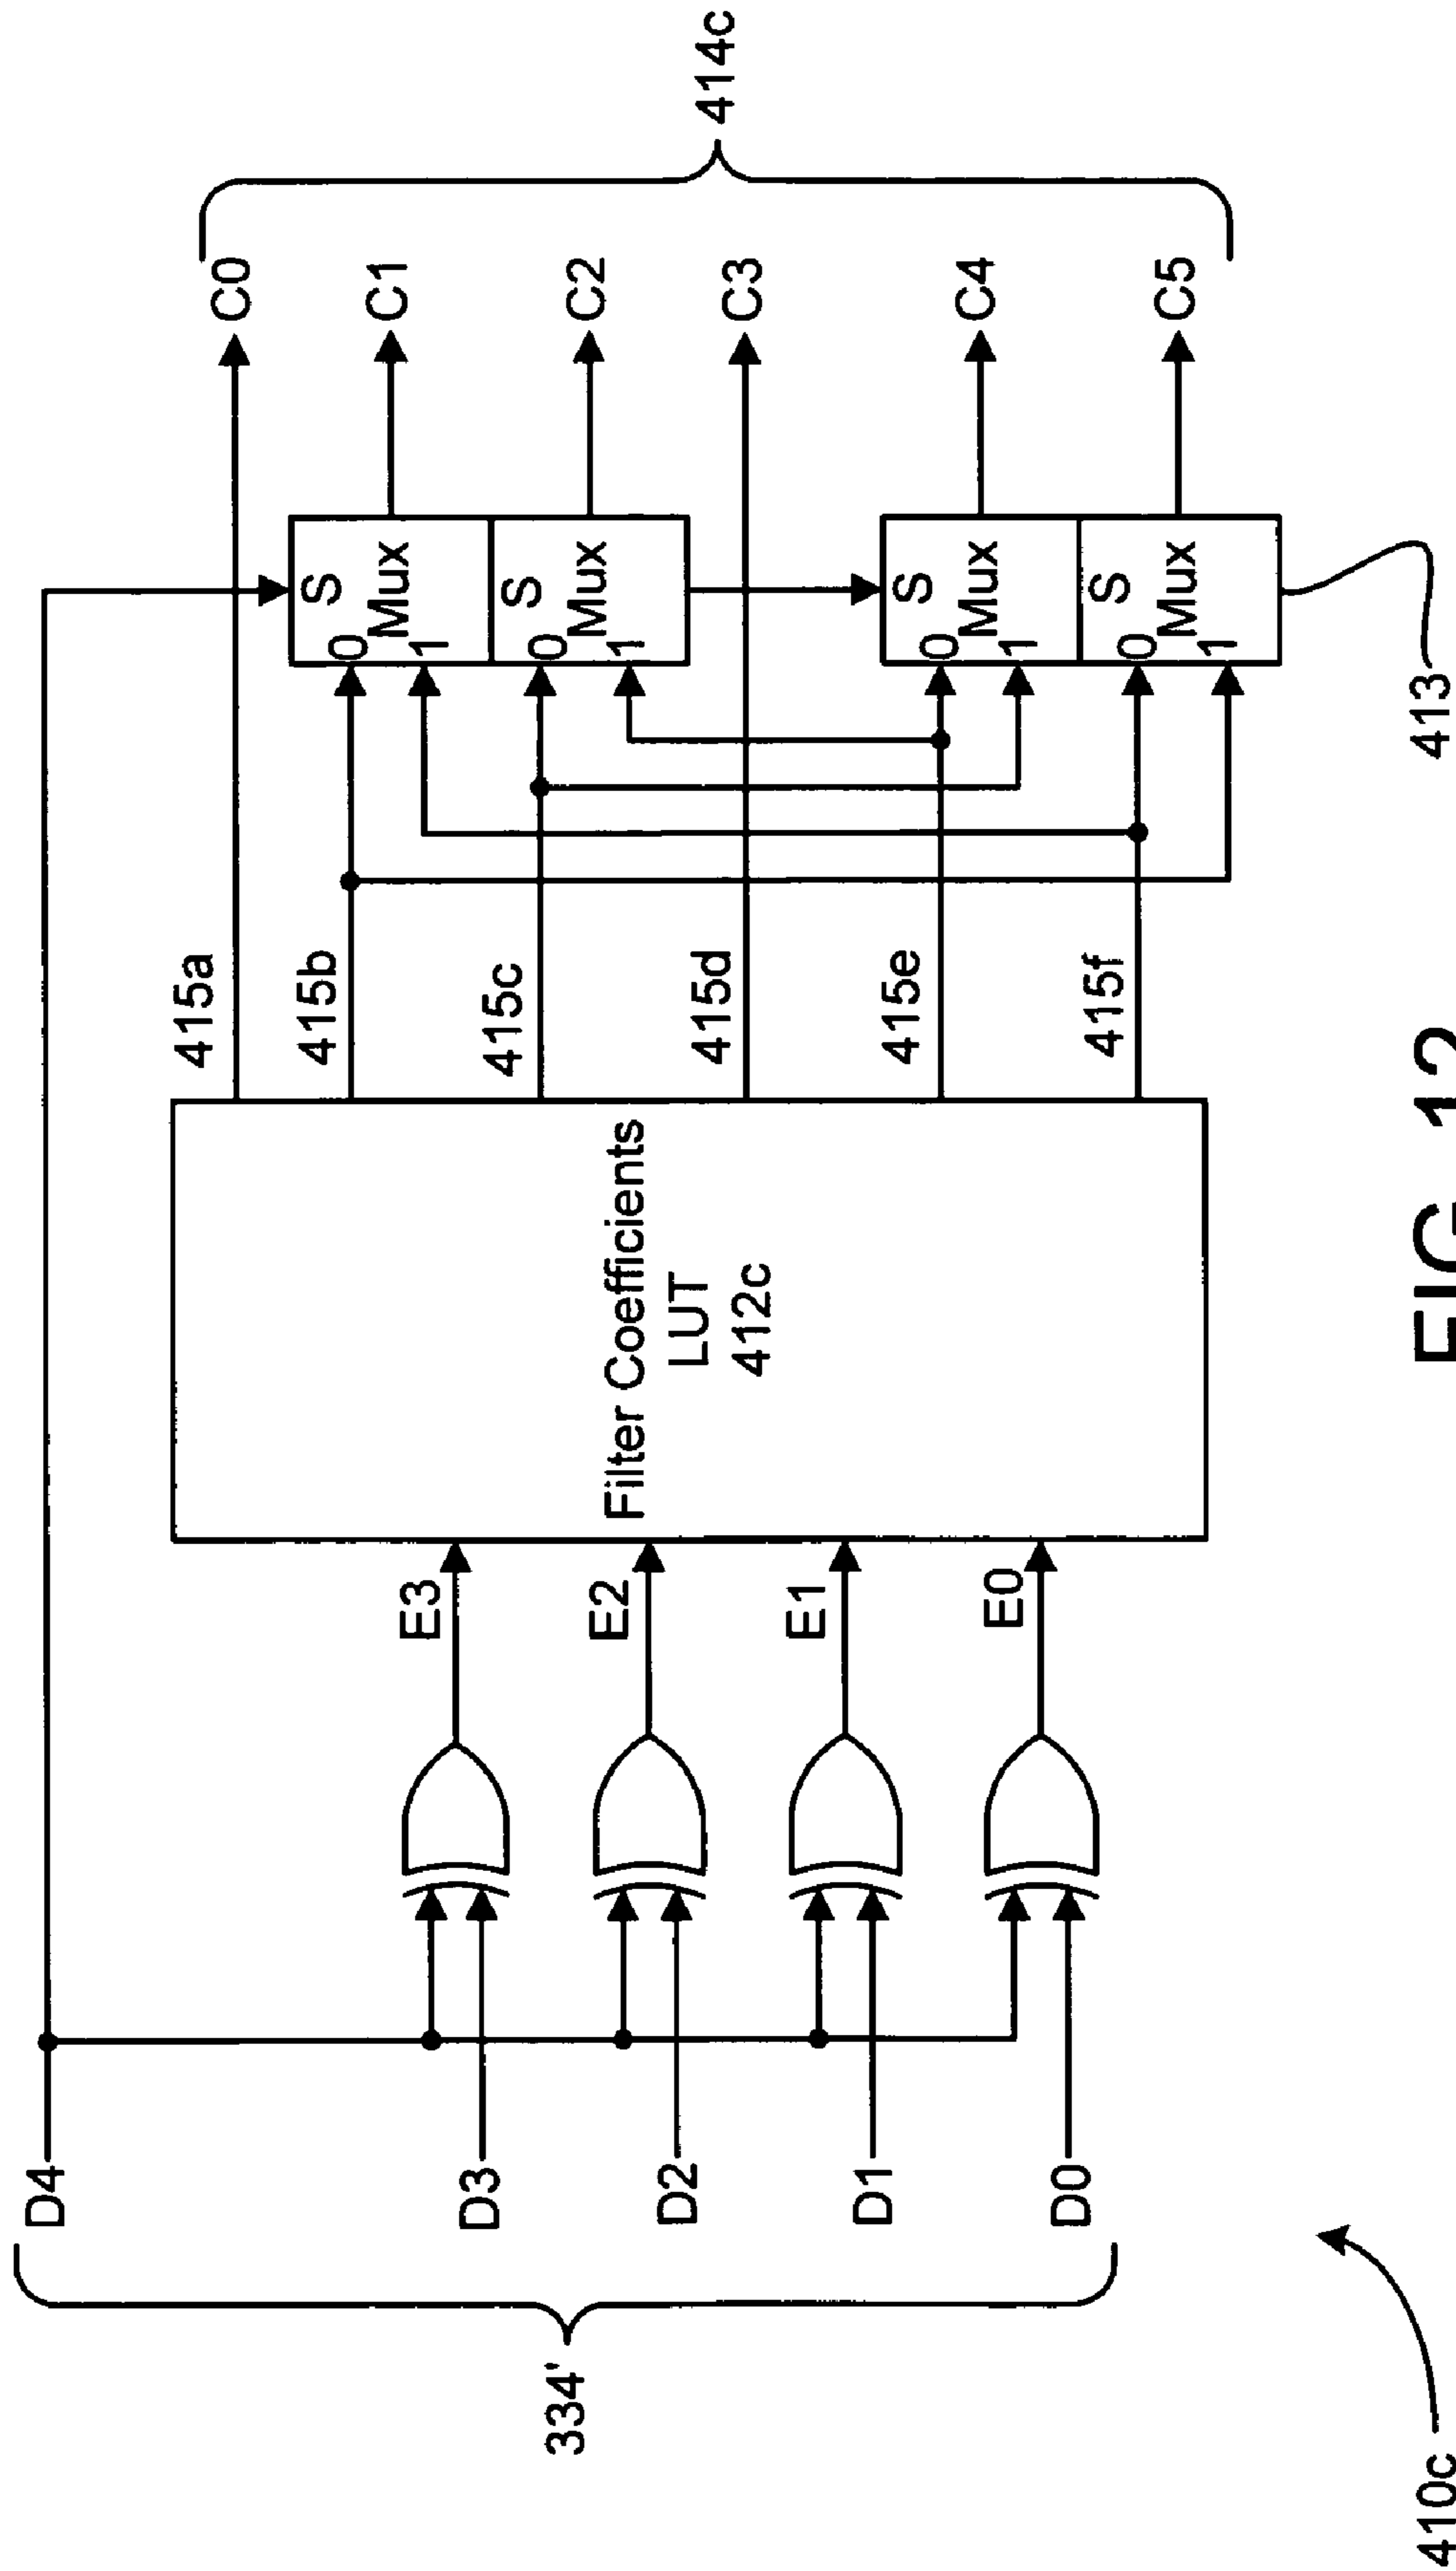 334'
D4
D3
D2
D1
D0
E3
E2
E1
E0
Filter Coefficients
LUT
412c
415a
415b
415c
415d
415e
415f
S
Mux
0
1
S
Mux
0
1
S
Mux
0
1
S
Mux
0
1
C0
C1
C2
C3
C4
C5
414c
413
410c
FIG 12